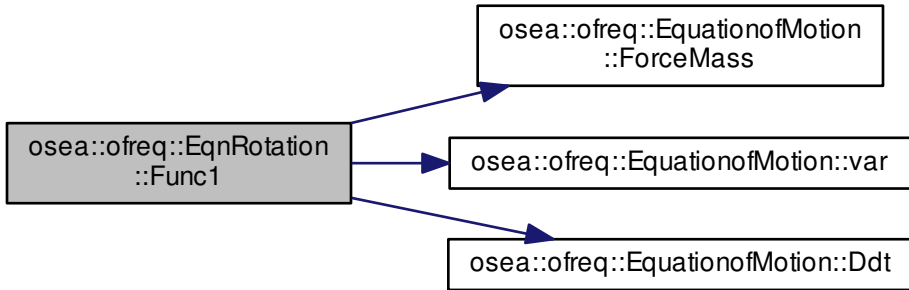 osea::ofreq::EquationofMotion
::ForceMass
osea::ofreq::EqnRotation
::Func1
osea::ofreq::EquationofMotion::var
osea::ofreq::EquationofMotion::Ddt